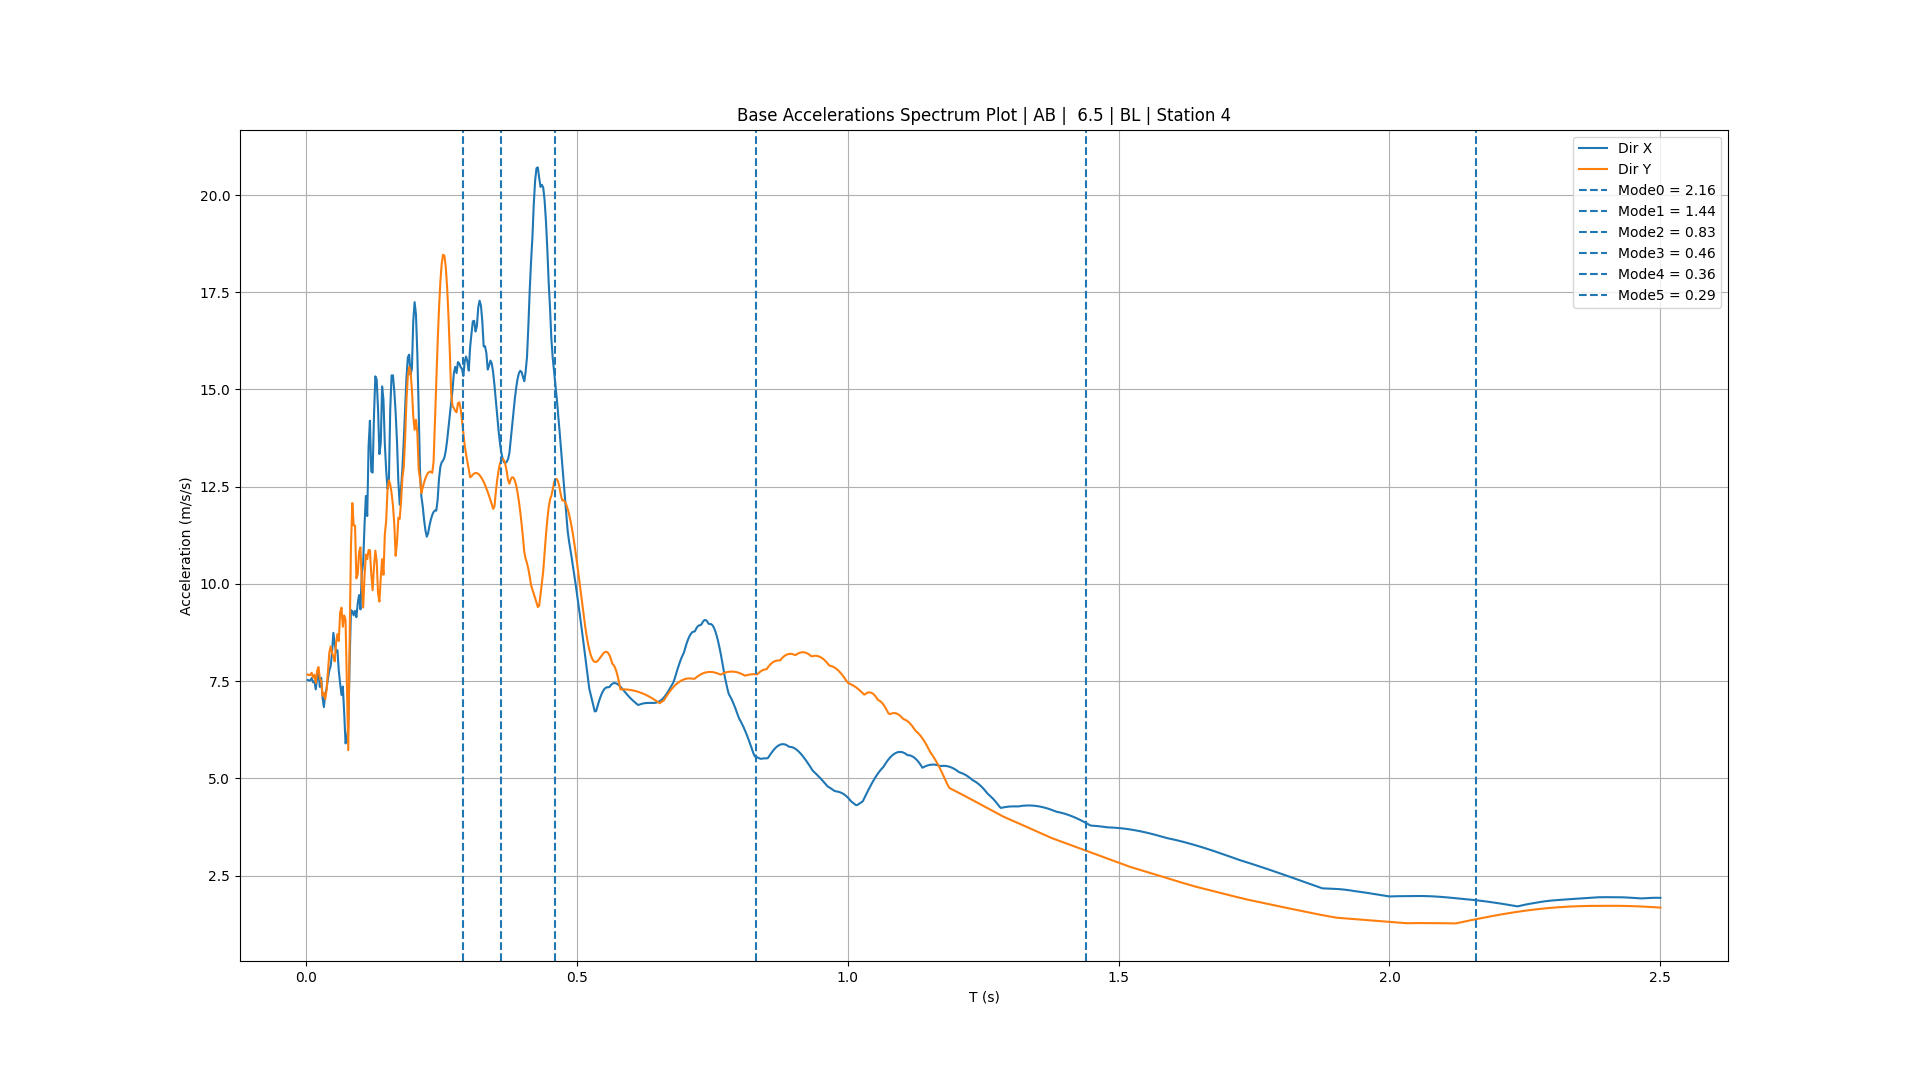 Base Accelerations Spectrum Plot | AB |  6.5 | BL | Station 4
Dir X
Dir Y
Mode0 = 2.16
Mode1 = 1.44
Mode2 = 0.83
Mode3 = 0.46
Mode4 = 0.36
Mode5 = 0.29
20.0
17.5
15.0
12.5
10.0
7.5
5.0
2.5
Acceleration (m/s/s)
0.0 0.5 1.0 1.5 2.0 2.5
T (s)